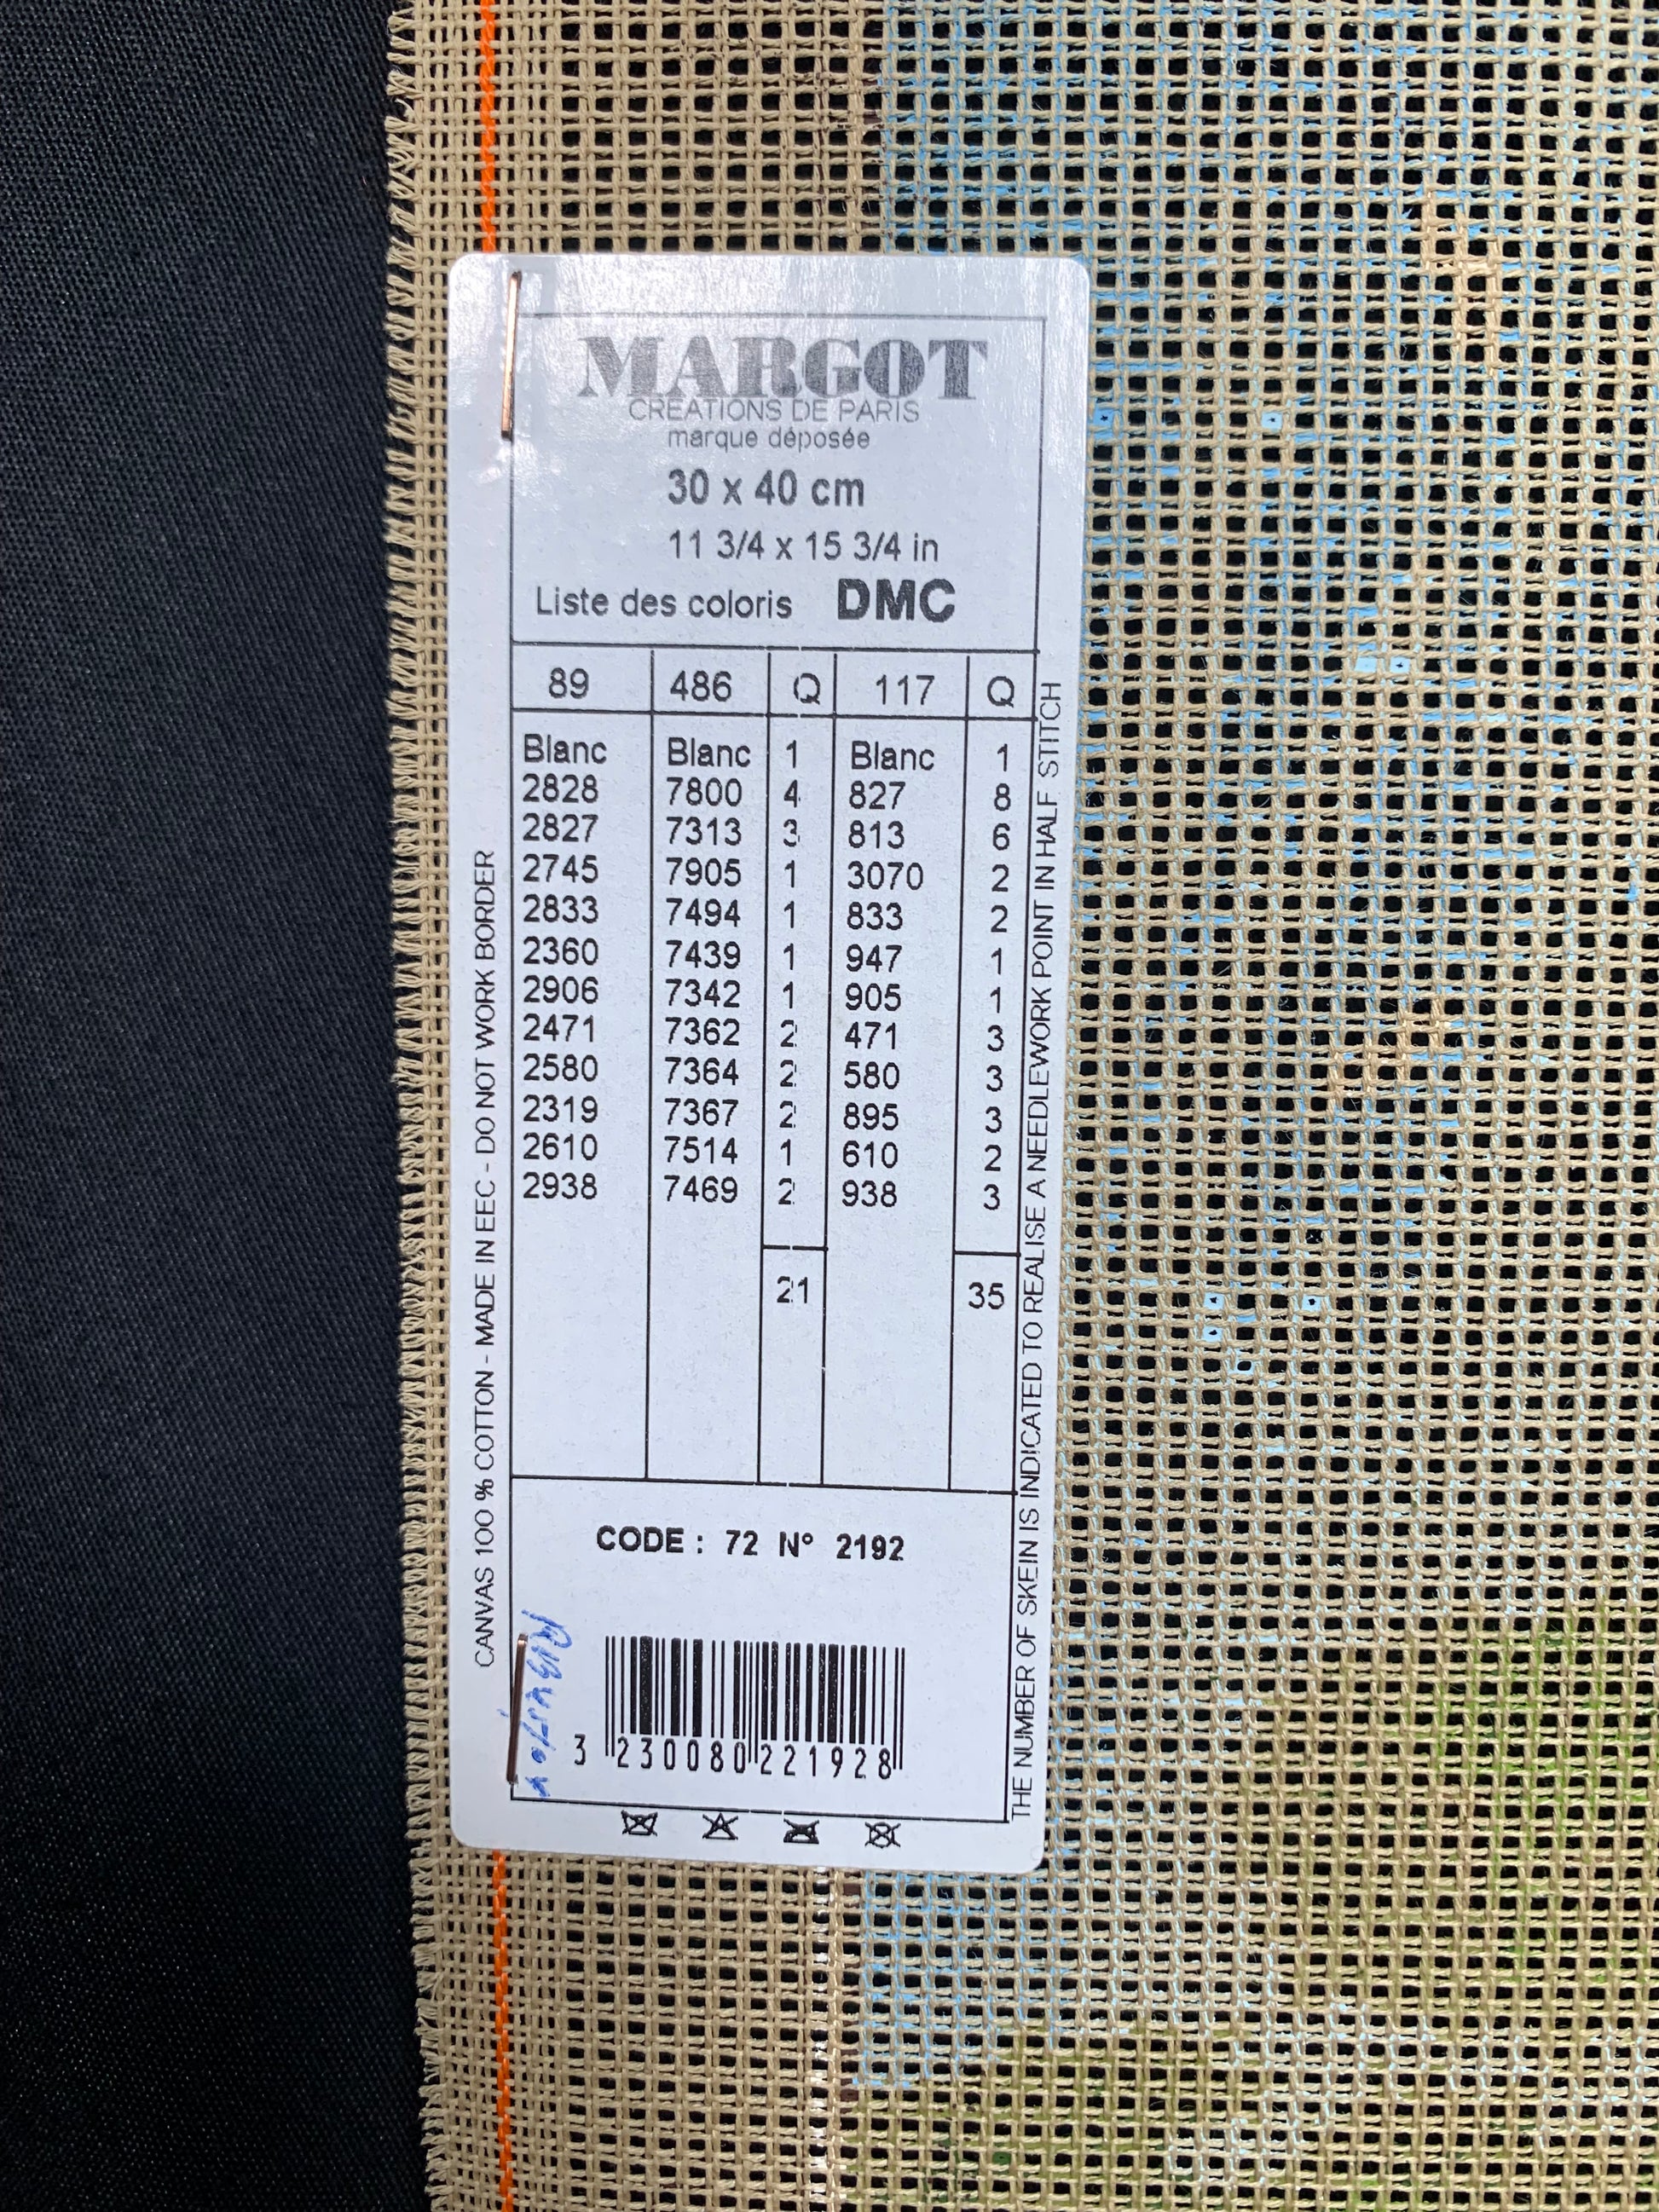 MARGOT
CREATIONS DE PARIS
marque déposée
30 x 40 cm
11 3/4 x 15 3/4 in
Liste des coloris DMC
89 486 Q 117 Q
Blanc Blanc 1 Blanc 1
2828 7800 4 827 8
2827 7313 3 813 6
2745 7905 1 3070 2
2833 7494 1 833 2
2360 7439 1 947 1
2906 7342 1 905 1
2471 7362 2 471 3
2580 7364 2 580 3
2319 7367 2 895 3
2610 7514 1 610 2
2938 7469 2 938 3
21 35
CODE : 72 N° 2192
3 230080 221928
CANVAS 100 % COTTON - MADE IN EEC - DO NOT WORK BORDER
THE NUMBER OF SKEIN IS INDICATED TO REALISE A NEEDLEWORK POINT IN HALF STITCH